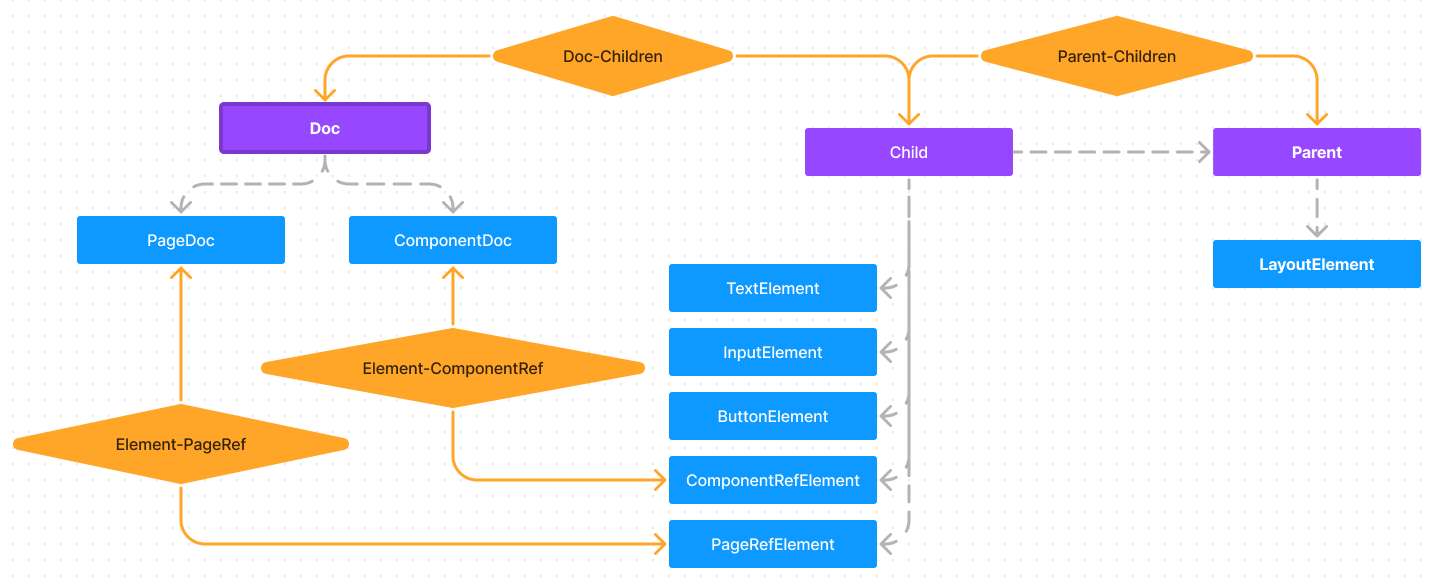 Doc-Children
Parent-Children
Doc
Child
Parent
PageDoc
ComponentDoc
LayoutElement
TextElement
InputElement
Element-ComponentRef
ButtonElement
Element-PageRef
ComponentRefElement
PageRefElement